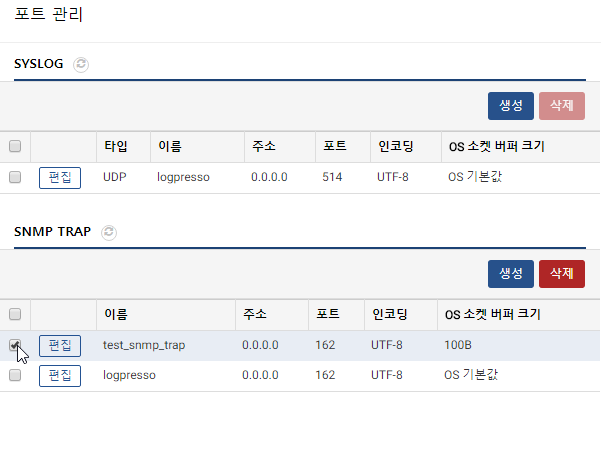 포트 관리
SYSLOG
생성 삭제
타입 이름 주소 포트 인코딩 OS 소켓 버퍼 크기
편집 UDP logpresso 0.0.0.0 514 UTF-8 OS 기본값
SNMP TRAP
생성 삭제
이름 주소 포트 인코딩 OS 소켓 버퍼 크기
편집 test_snmp_trap 0.0.0.0 162 UTF-8 100B
편집 logpresso 0.0.0.0 162 UTF-8 OS 기본값